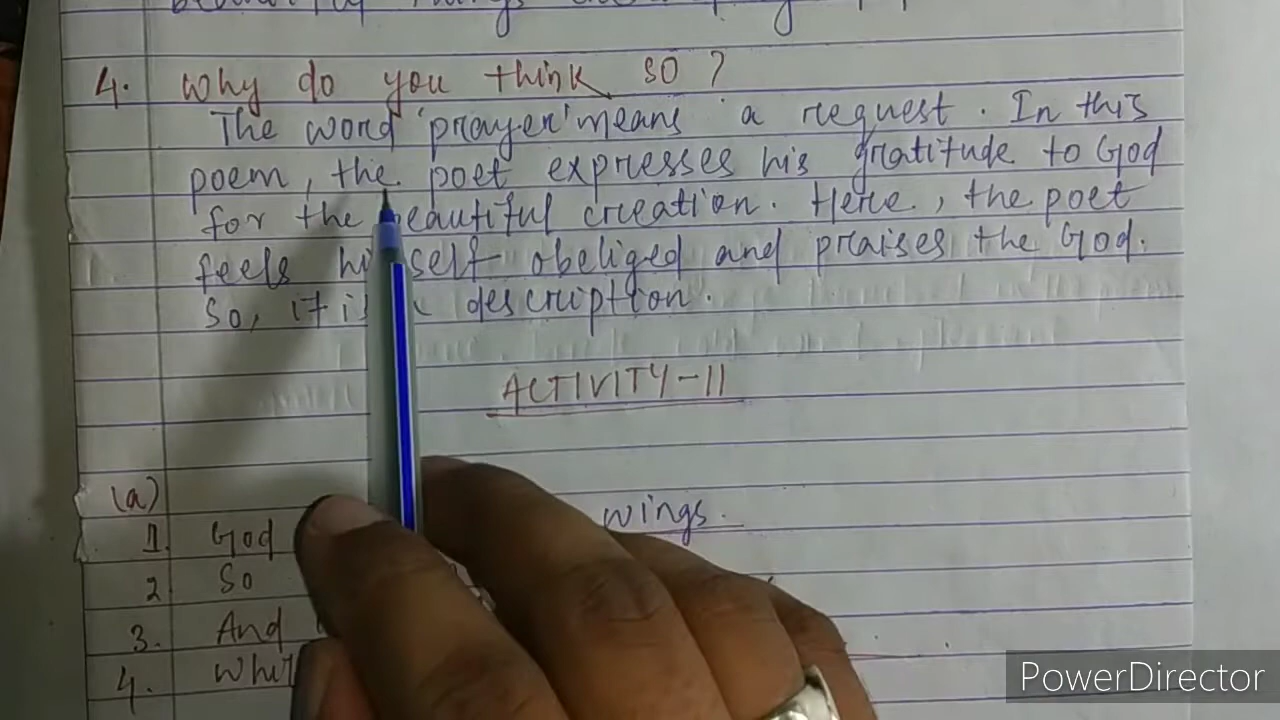 4. Why do you think so ?
The word 'prayer' means a request. In this
poem, the poet expresses his gratitude to God
for the beautiful creation. Here, the poet
feels himself obeliged and praises the God.
So, it is description.
ACTIVITY-II
(a)
1. God wings.
2 So
3. And
4.
PowerDirector